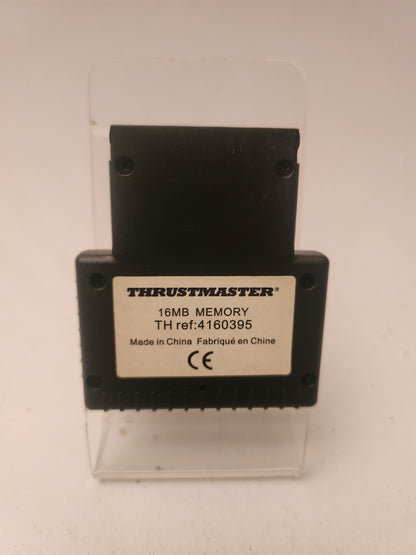 THRUSTMASTER®
16MB MEMORY
TH ref:4160395
Made in China Fabriqué en Chine
CE